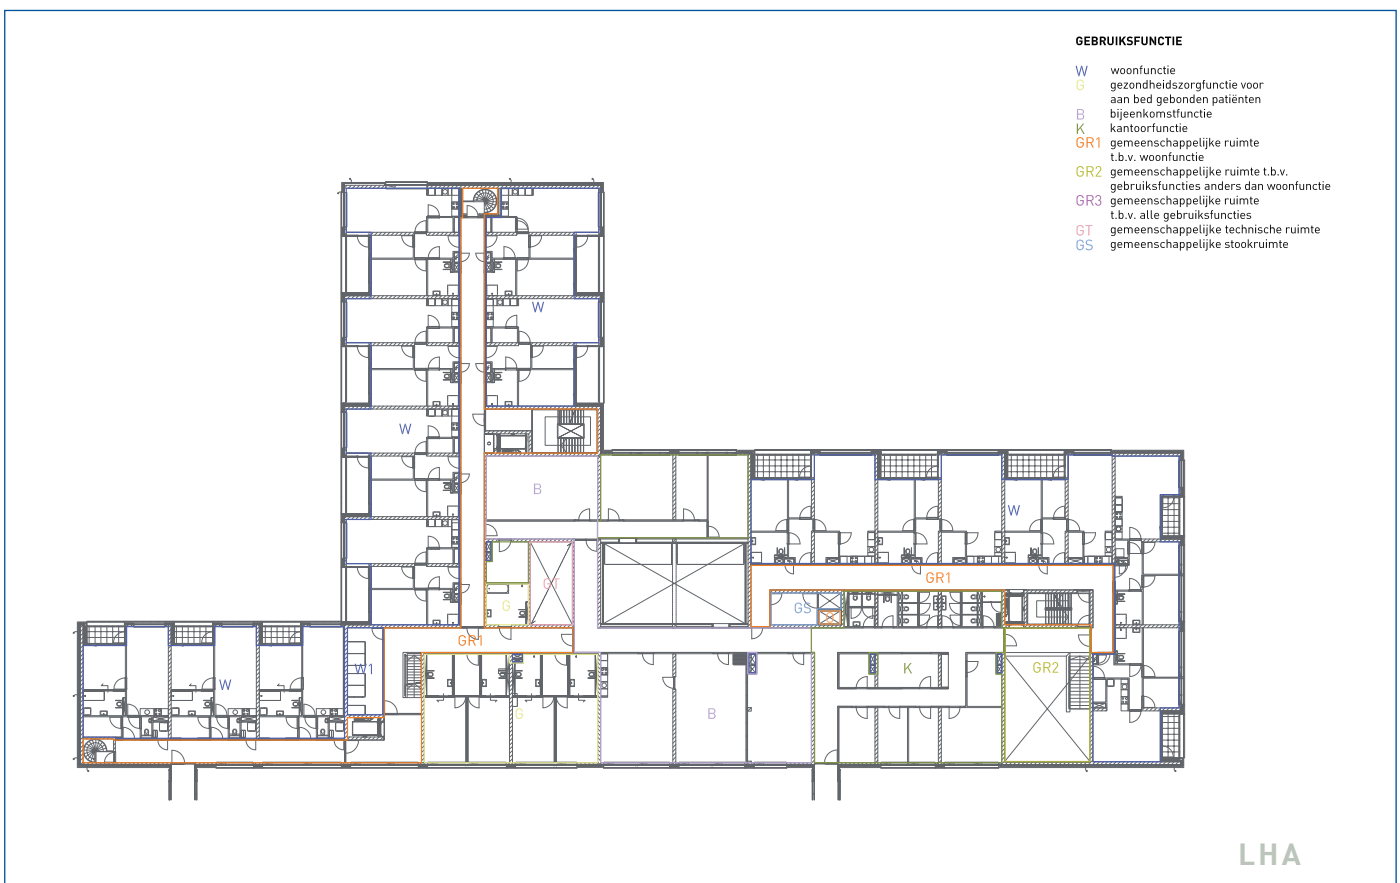 GEBRUIKSFUNCTIE
W woonfunctie
G gezondheidszorgfunctie voor
aan bed gebonden patiënten
B bijeenkomstfunctie
K kantoorfunctie
GR1 gemeenschappelijke ruimte
t.b.v. woonfunctie
GR2 gemeenschappelijke ruimte t.b.v.
gebruiksfuncties anders dan woonfunctie
GR3 gemeenschappelijke ruimte
t.b.v. alle gebruiksfuncties
GT gemeenschappelijke technische ruimte
GS gemeenschappelijke stookruimte
W
W
B
W
GT
GR1
G
GS
GR1
W1
K
GR2
W
G
B
LHA